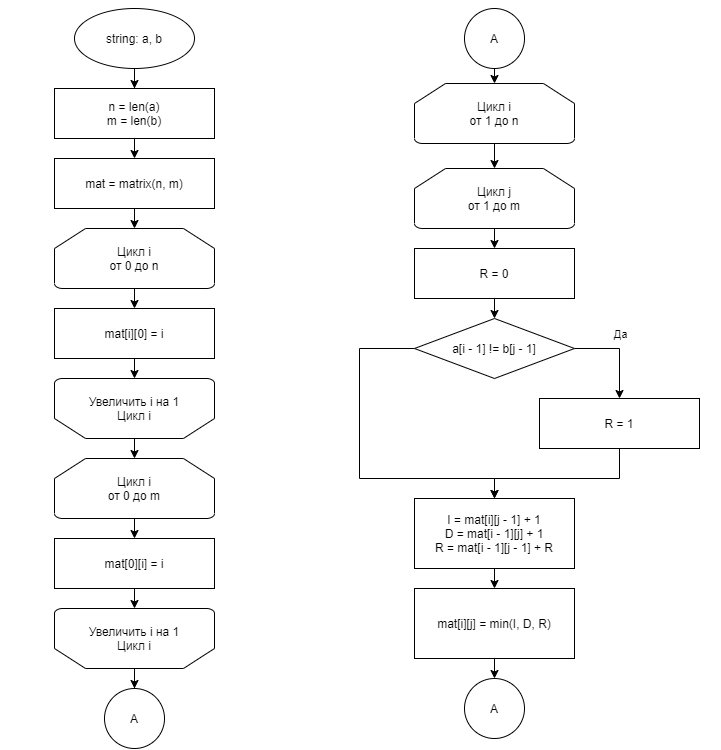 string: a, b
n = len(a)
m = len(b)
mat = matrix(n, m)
Цикл i
от 0 до n
mat[i][0] = i
Увеличить i на 1
Цикл i
Цикл i
от 0 до m
mat[0][i] = i
Увеличить i на 1
Цикл i
A
A
Цикл i
от 1 до n
Цикл j
от 1 до m
R = 0
a[i - 1] != b[j - 1]
Да
R = 1
I = mat[i][j - 1] + 1
D = mat[i - 1][j] + 1
R = mat[i - 1][j - 1] + R
mat[i][j] = min(I, D, R)
A